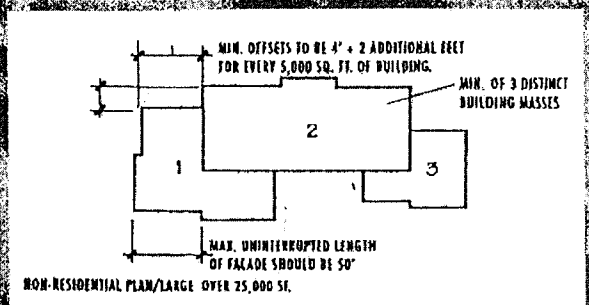 MIN. OFFSETS TO BE 4' + 2 ADDITIONAL FEET
FOR EVERY 5,000 SQ. FT. OF BUILDING.
MIN. OF 3 DISTINCT
BUILDING MASSES
2
1
3
MAX. UNINTERRUPTED LENGTH
OF FACADE SHOULD BE 50'
NON-RESIDENTIAL PLAN/LARGE OVER 25,000 SF.